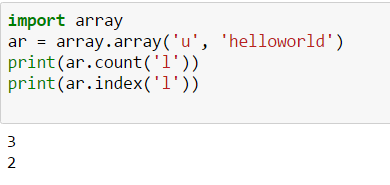 import array
ar = array.array('u', 'helloworld')
print(ar.count('l'))
print(ar.index('l'))
3
2